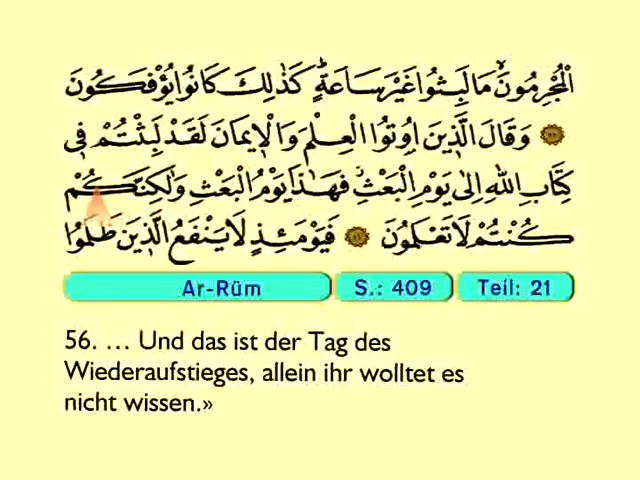 الْمُجْرِمُونَ مَا لَبِثُوا غَيْرَ سَاعَةٍ كَذَٰلِكَ كَانُوا يُؤْفَكُونَ
وَقَالَ الَّذِينَ اُوتُوا الْعِلْمَ وَالْاِيمَانَ لَقَدْ لَبِثْتُمْ فِي
كِتَابِ اللّٰهِ اِلٰى يَوْمِ الْبَعْثِ فَهٰذَا يَوْمُ الْبَعْثِ وَلٰكِنَّكُمْ
كُنْتُمْ لَا تَعْلَمُونَ فَيَوْمَئِذٍ لَا يَنْفَعُ الَّذِينَ ظَلَمُوا
Ar-Rüm S.: 409 Teil: 21
56. ... Und das ist der Tag des
Wiederaufstieges, allein ihr wolltet es
nicht wissen.»